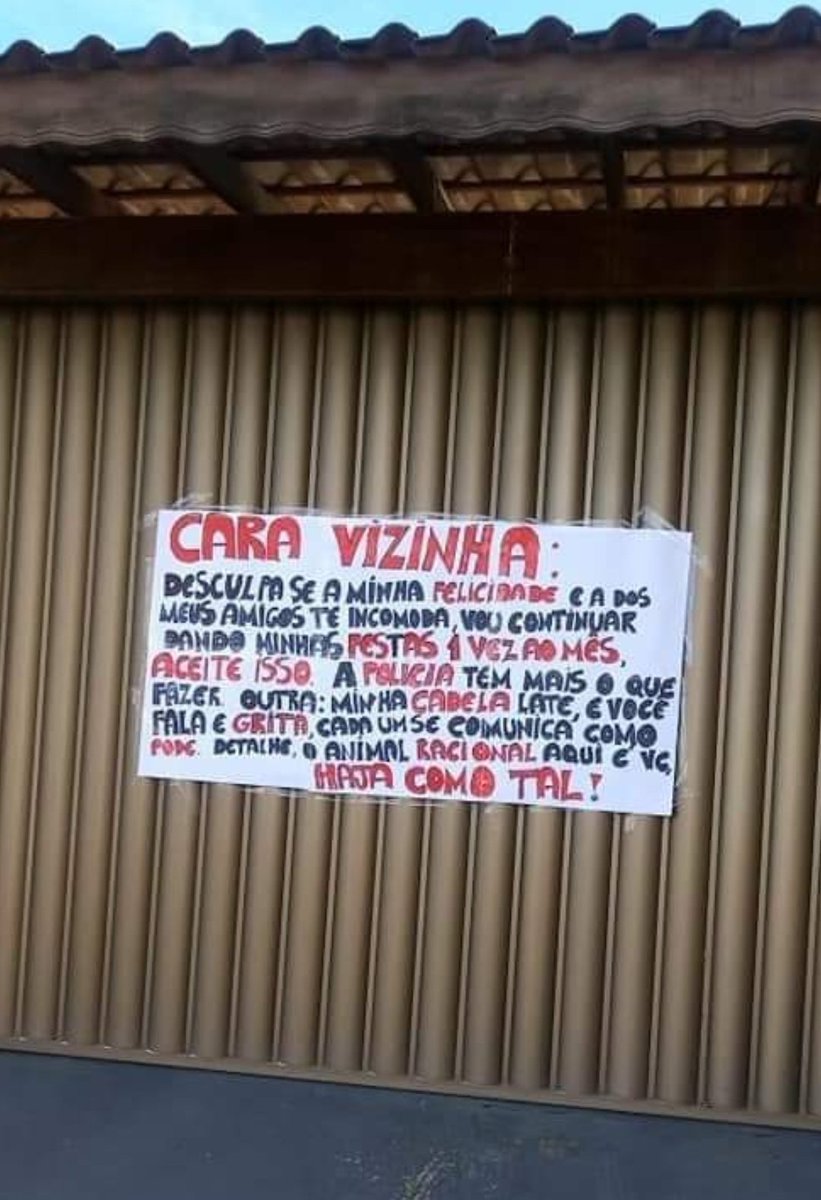 CARA VIZINHA:
DESCULPA SE A MINHA FELICIDADE E A DOS
MEUS AMIGOS TE INCOMODA, VOU CONTINUAR
DANDO MINHAS FESTAS 1 VEZ AO MÊS,
ACEITE ISSO. A POLICIA TEM MAIS O QUE
FAZER. OUTRA: MINHA CADELA LATE, E VOCÊ
FALA E GRITA, CADA UM SE COMUNICA COMO
PODE. DETALHE, O ANIMAL RACIONAL AQUI E VC,
HAJA COMO TAL!